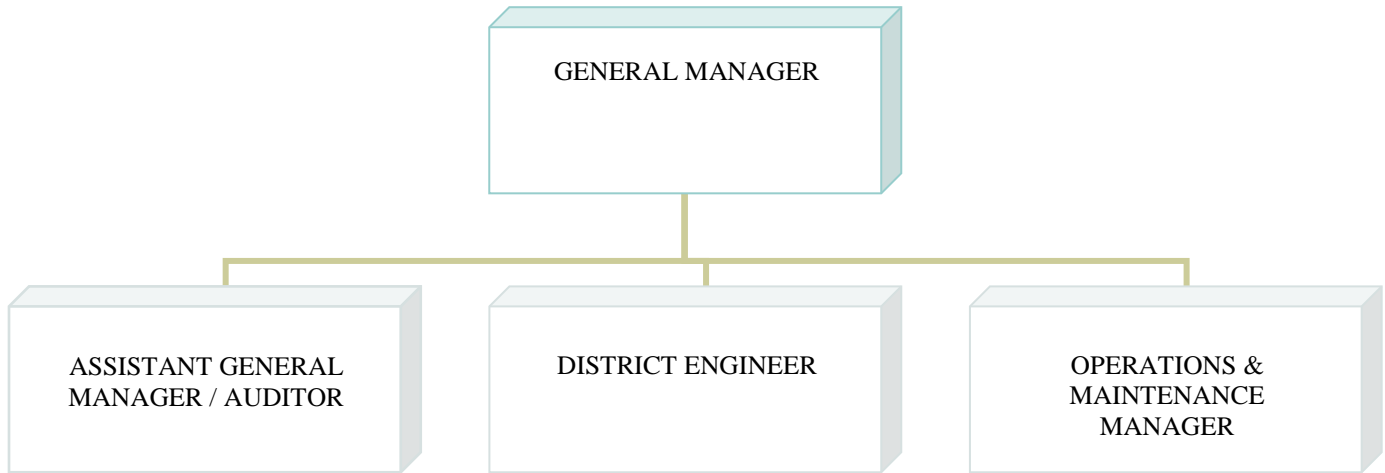 GENERAL MANAGER
ASSISTANT GENERAL
MANAGER / AUDITOR
DISTRICT ENGINEER
OPERATIONS &
MAINTENANCE
MANAGER